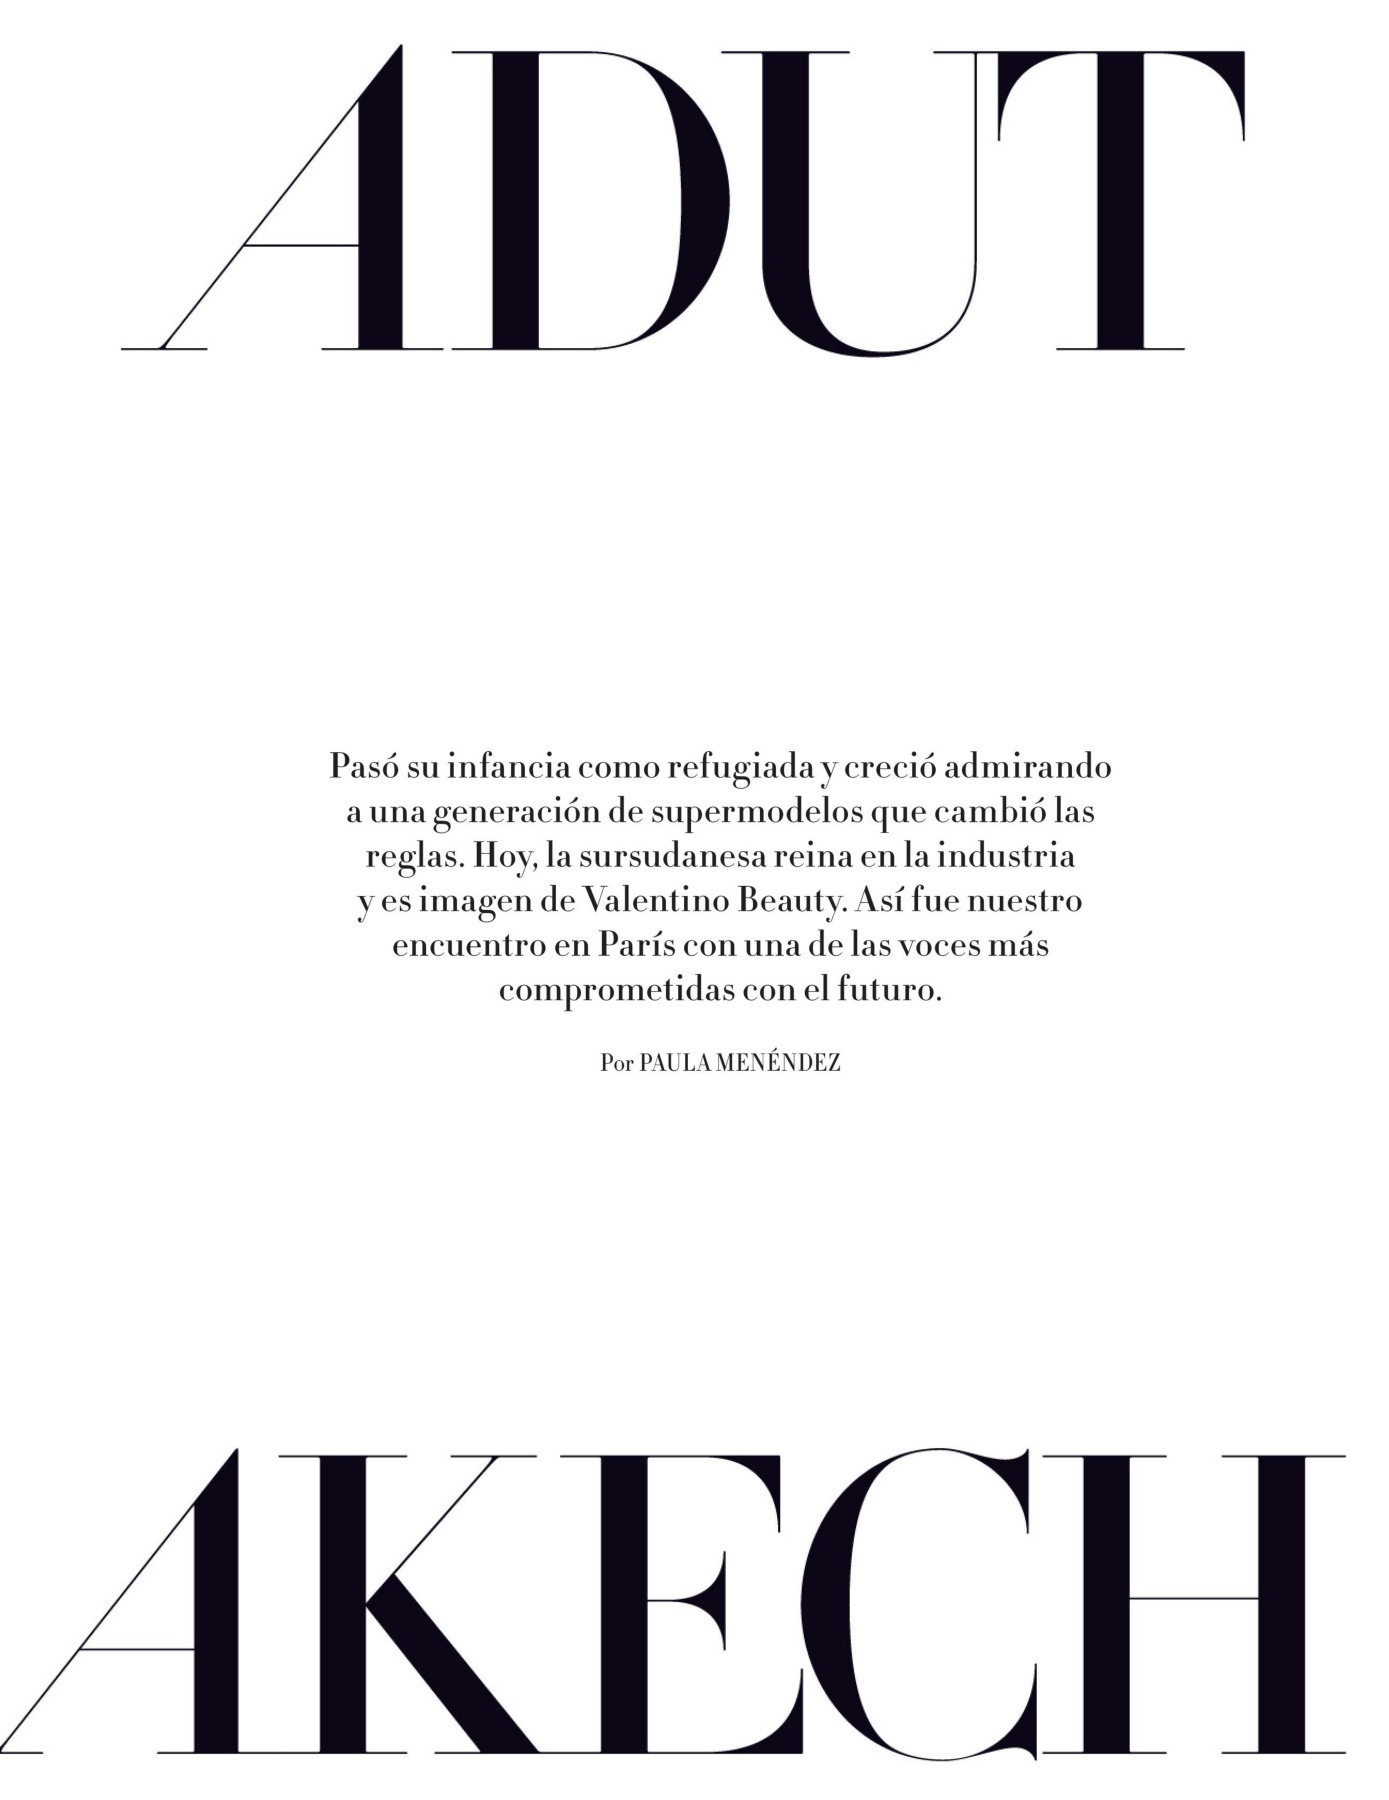 ADUT
Pasó su infancia como refugiada y creció admirando
a una generación de supermodelos que cambió las
reglas. Hoy, la sursudanesa reina en la industria
y es imagen de Valentino Beauty. Así fue nuestro
encuentro en París con una de las voces más
comprometidas con el futuro.
Por PAULA MENÉNDEZ
AKECH